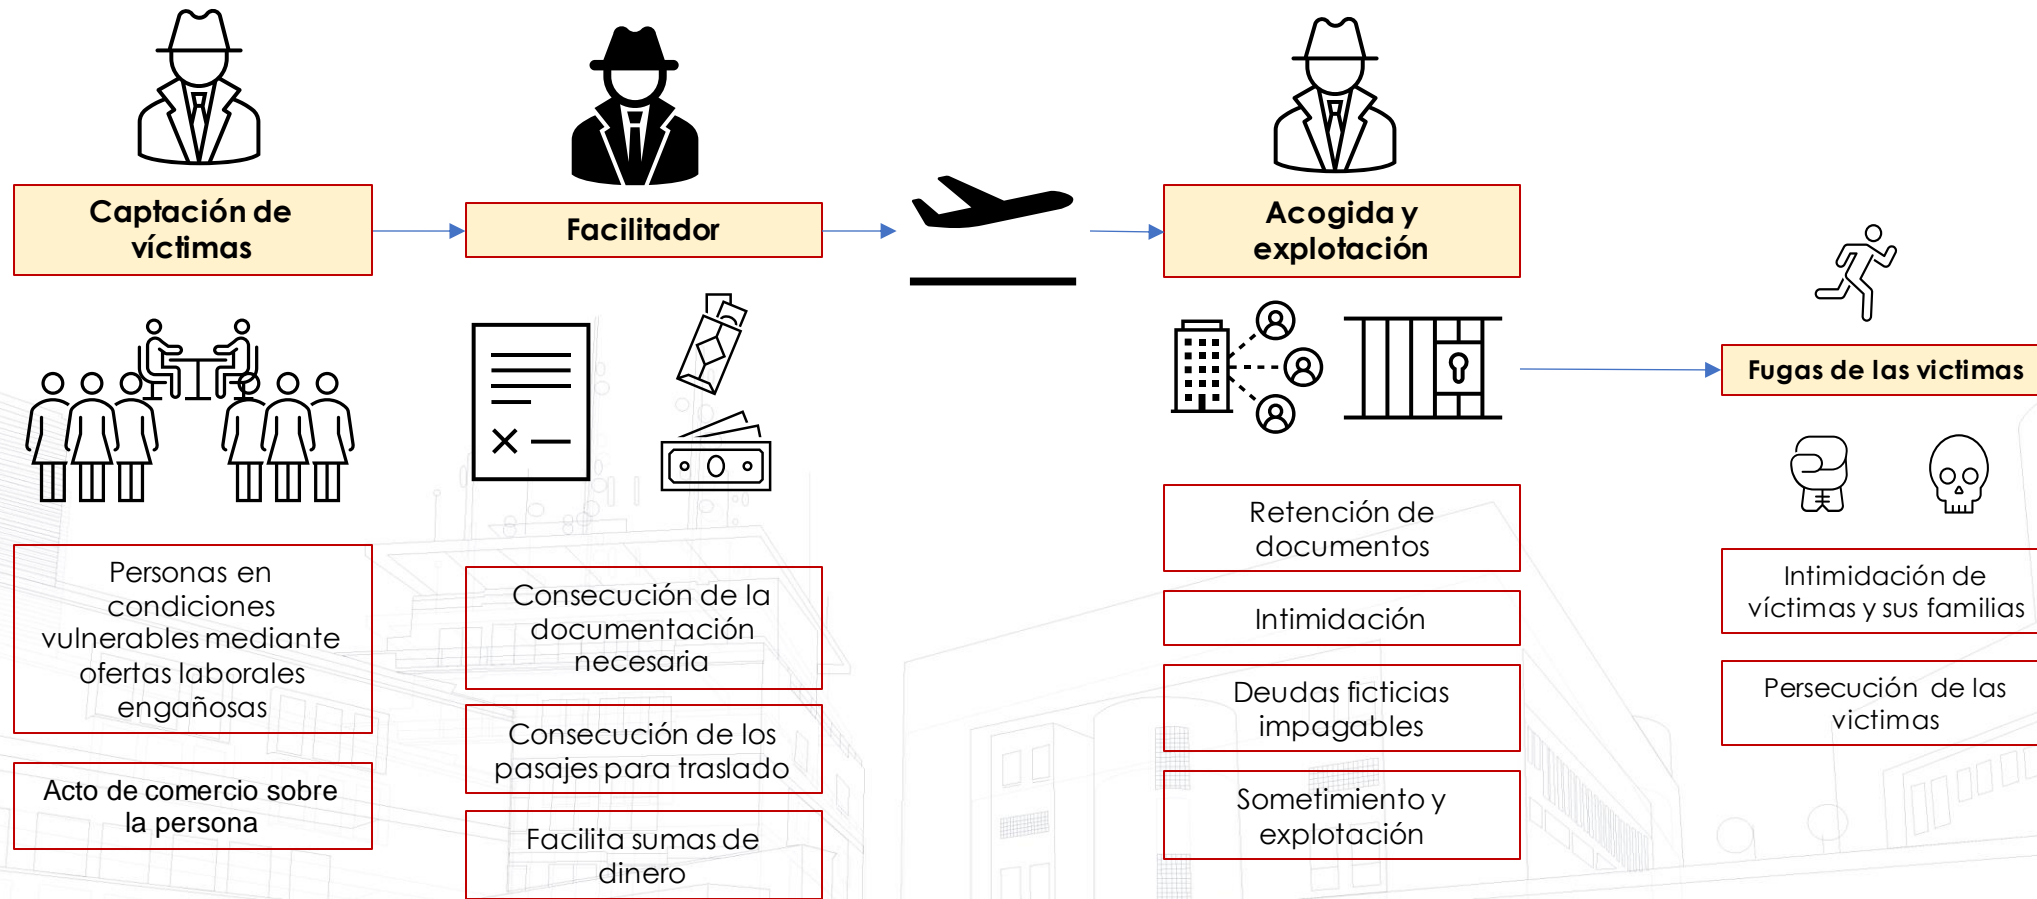 Captación de
víctimas
Facilitador
Acogida y
explotación
Fugas de las victimas
Personas en
condiciones
vulnerables mediante
ofertas laborales
engañosas
Acto de comercio sobre
la persona
Consecución de la
documentación
necesaria
Consecución de los
pasajes para traslado
Facilita sumas de
dinero
Retención de
documentos
Intimidación
Deudas ficticias
impagables
Sometimiento y
explotación
Intimidación de
víctimas y sus familias
Persecución de las
victimas